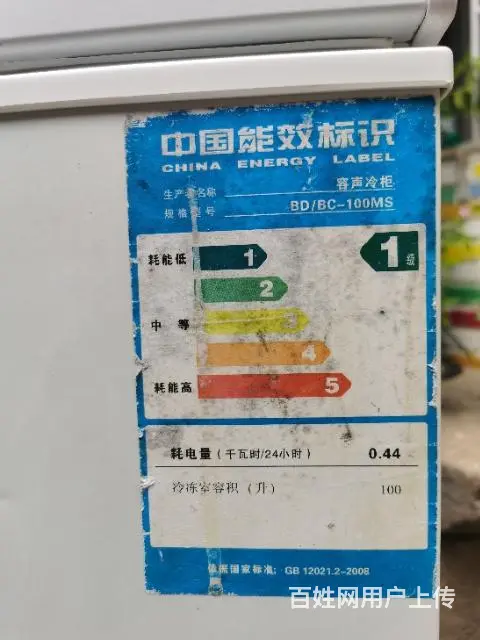 中国能效标识
CHINA ENERGY LABEL
生产者名称 容声冷柜
规格型号 BD/BC-100MS
耗能低 1 1级
2
中等 3
4
耗能高 5
耗电量（千瓦时/24小时） 0.44
冷冻室容积（升） 100
依据国家标准: GB 12021.2-2008
百姓网用户上传